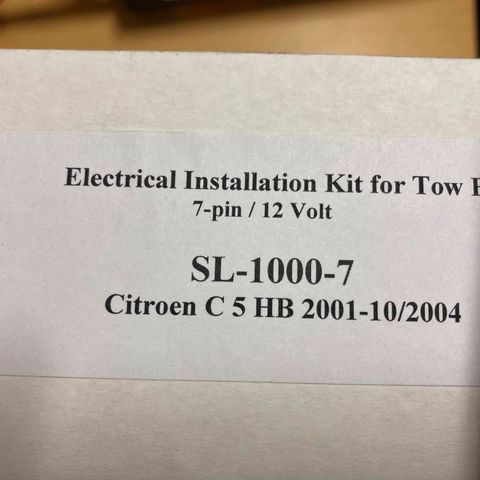 Electrical Installation Kit for Tow
7-pin / 12 Volt
SL-1000-7
Citroen C 5 HB 2001-10/2004